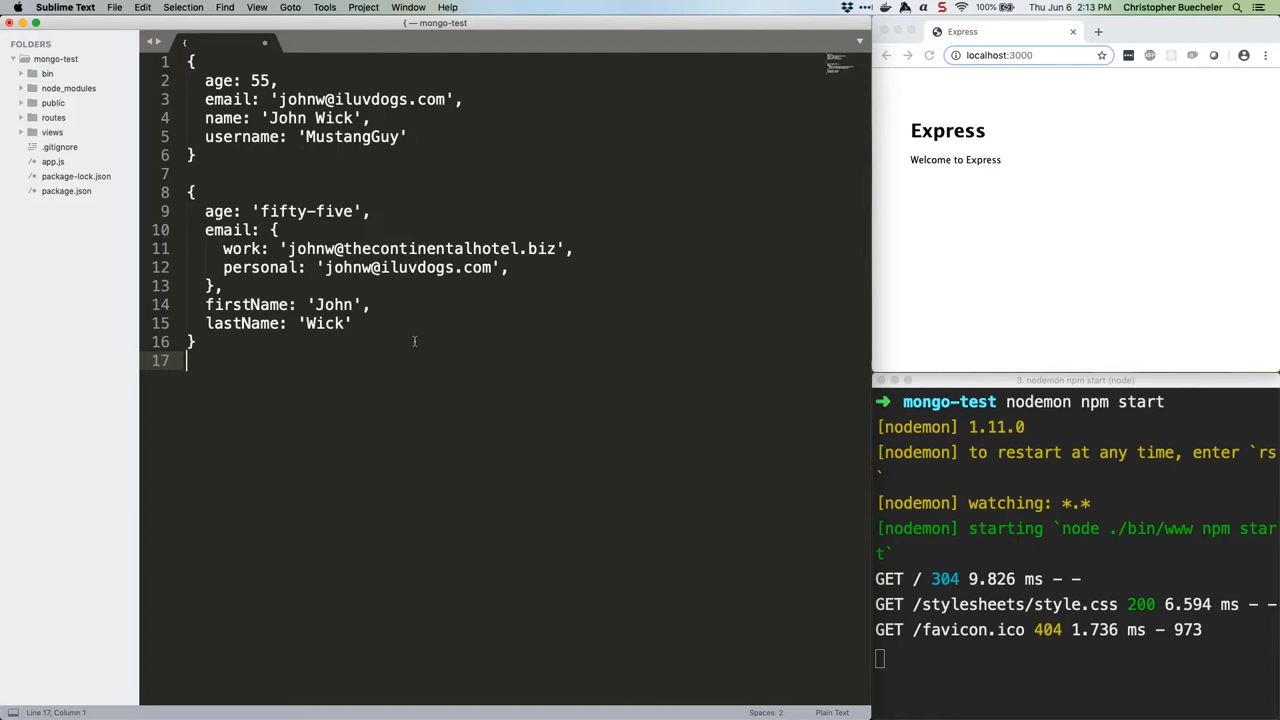 Sublime Text File Edit Selection Find View Goto Tools Project Window Help
100% Thu Jun 6 2:13 PM Christopher Buecheler
{ — mongo-test
FOLDERS
mongo-test
bin
node_modules
public
routes
views
.gitignore
app.js
package-lock.json
package.json
{
1 {
2 age: 55,
3 email: 'johnw@iluvdogs.com',
4 name: 'John Wick',
5 username: 'MustangGuy'
6 }
7
8 {
9 age: 'fifty-five',
10 email: {
11 work: 'johnw@thecontinentalhotel.biz',
12 personal: 'johnw@iluvdogs.com',
13 },
14 firstName: 'John',
15 lastName: 'Wick'
16 }
17
Line 17, Column 1
Spaces: 2 Plain Text
Express
localhost:3000
Express
Welcome to Express
3. nodemon npm start (node)
➜ mongo-test nodemon npm start
[nodemon] 1.11.0
[nodemon] to restart at any time, enter `rs
`
[nodemon] watching: *.*
[nodemon] starting `node ./bin/www npm star
t`
GET / 304 9.826 ms - -
GET /stylesheets/style.css 200 6.594 ms - -
GET /favicon.ico 404 1.736 ms - 973